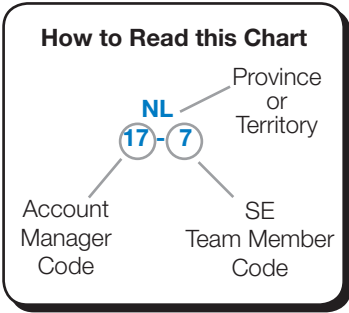 How to Read this Chart
Province
or
Territory
NL
17 - 7
Account
Manager
Code
SE
Team Member
Code